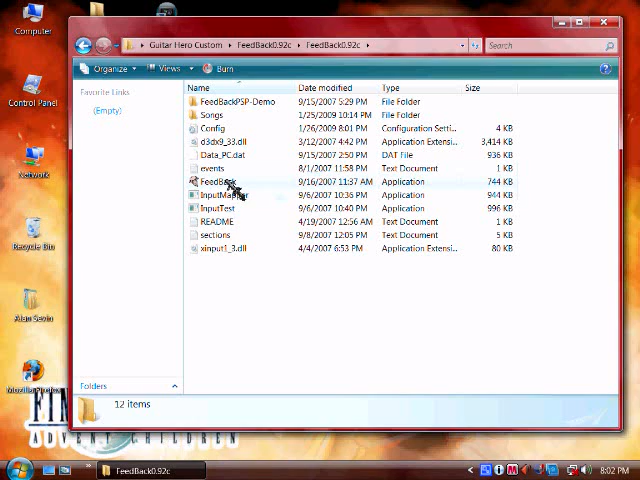 Computer
Guitar Hero Custom
FeedBack0.92c
FeedBack0.92c
Search
Organize
Views
Burn
Control Panel
Favorite Links
(Empty)
Name
Date modified
Type
Size
FeedBackPSP-Demo 9/15/2007 5:29 PM File Folder
Songs 1/25/2009 10:14 PM File Folder
Config 1/26/2009 8:01 PM Configuration Setti... 4 KB
d3dx9_33.dll 3/12/2007 4:42 PM Application Extensi... 3,414 KB
Data_PC.dat 9/15/2007 2:50 PM DAT File 936 KB
events 8/1/2007 11:58 PM Text Document 1 KB
FeedBack 9/16/2007 11:37 AM Application 744 KB
InputMapper 9/6/2007 10:36 PM Application 944 KB
InputTest 9/6/2007 10:40 PM Application 996 KB
README 4/19/2007 12:56 AM Text Document 1 KB
sections 9/8/2007 12:05 PM Text Document 5 KB
xinput1_3.dll 4/4/2007 6:53 PM Application Extensi... 80 KB
Network
Recycle Bin
Alan Sevin
Mozilla Firefox
Folders
12 items
FIN
ADVENT CHILDREN
FeedBack0.92c
8:02 PM